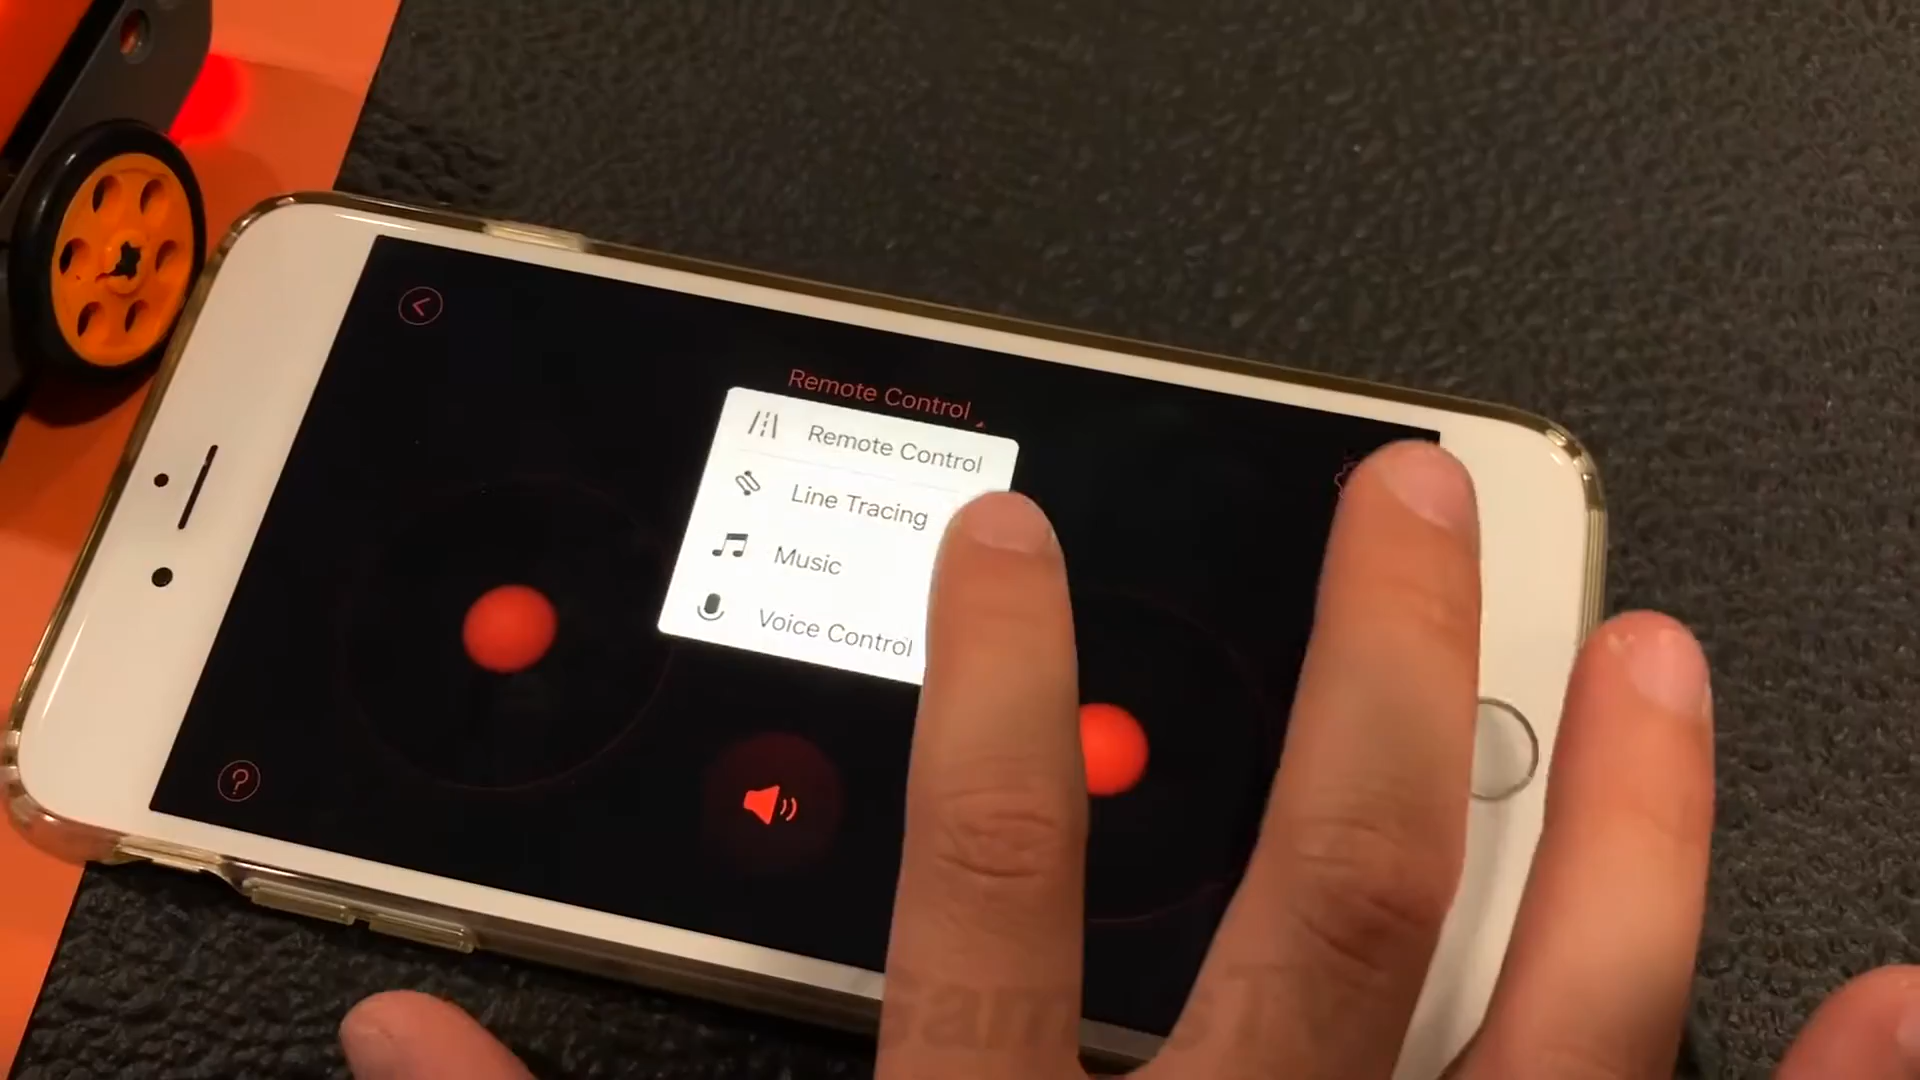 Remote Control
Remote Control
Line Tracing
Music
Voice Control
?